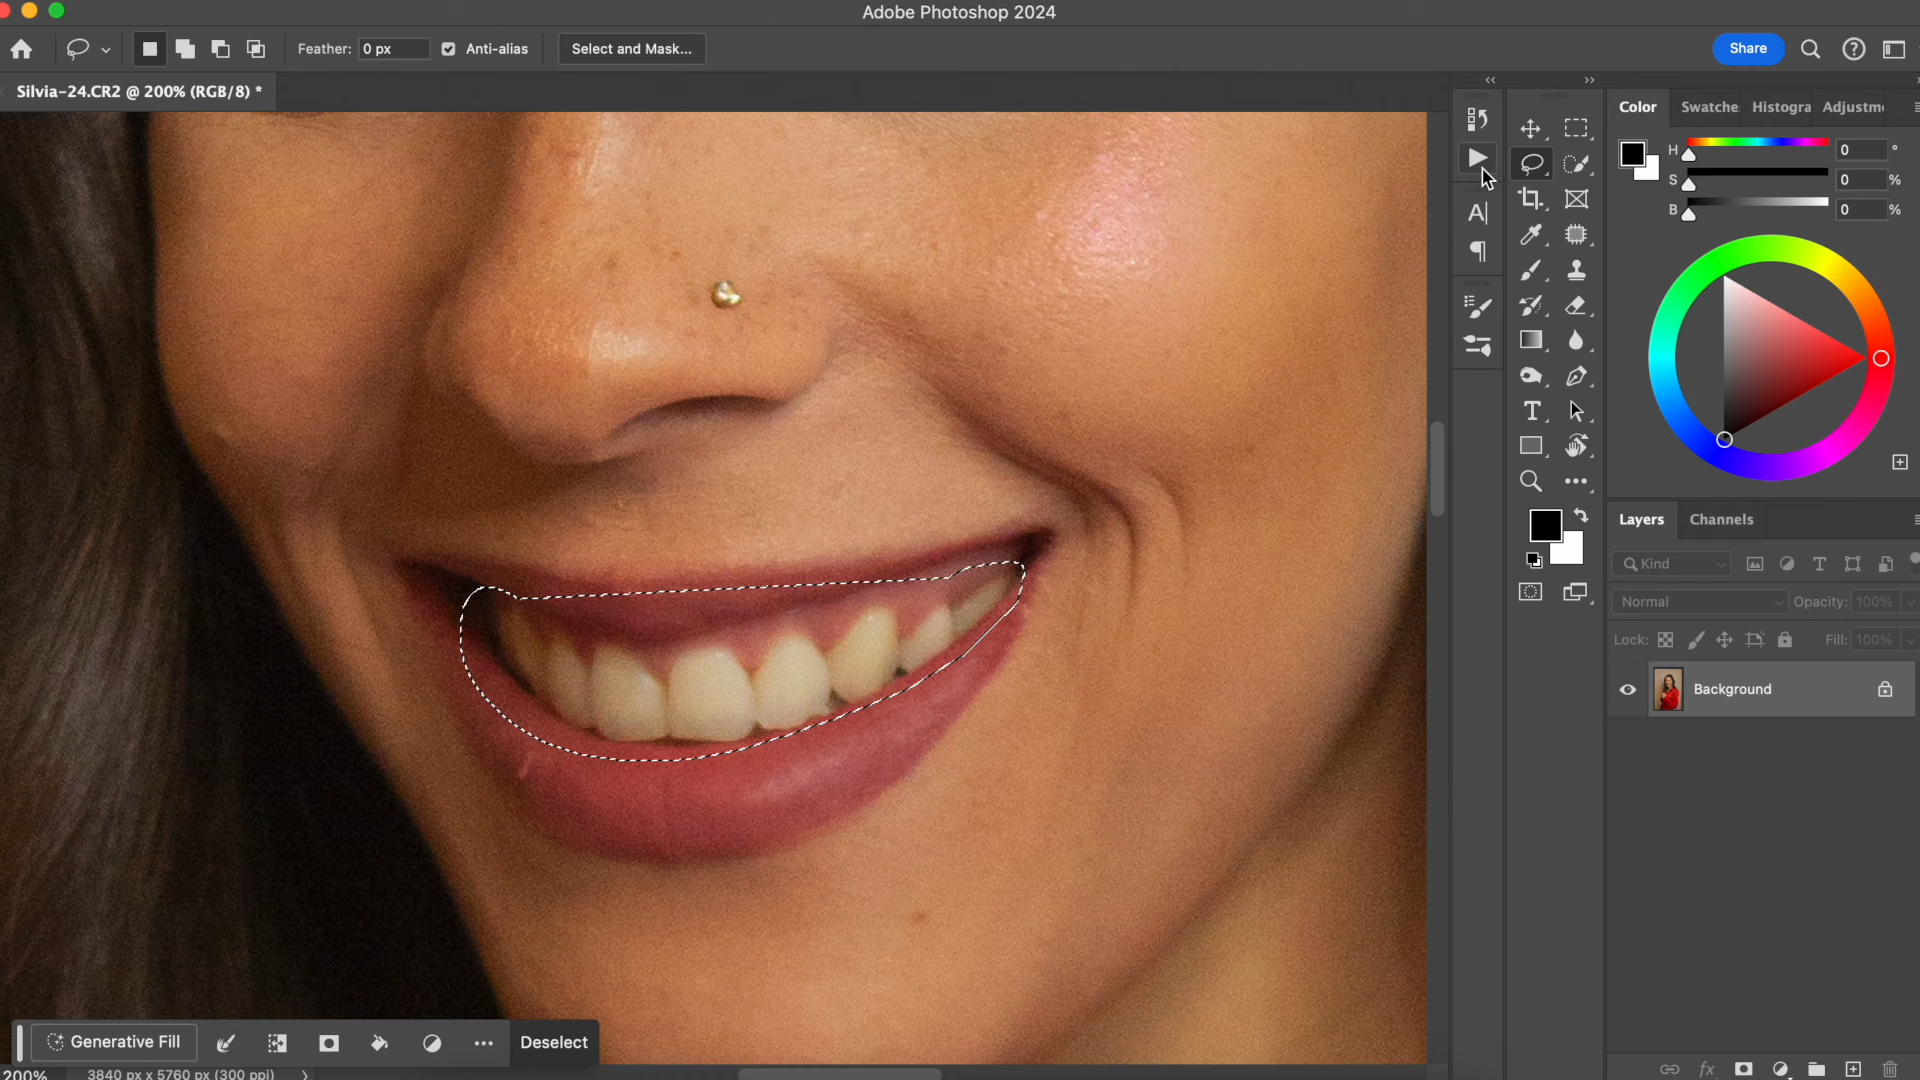 Adobe Photoshop 2024
Feather: 0 px Anti-alias Select and Mask... Share
Silvia-24.CR2 @ 200% (RGB/8) *
Color Swatche Histogra Adjustm
H 0 °
S 0 %
B 0 %
Layers Channels
Kind
Normal Opacity: 100%
Lock: Fill: 100%
Background
Generative Fill Deselect
200% 3840 px x 5760 px (300 ppi)